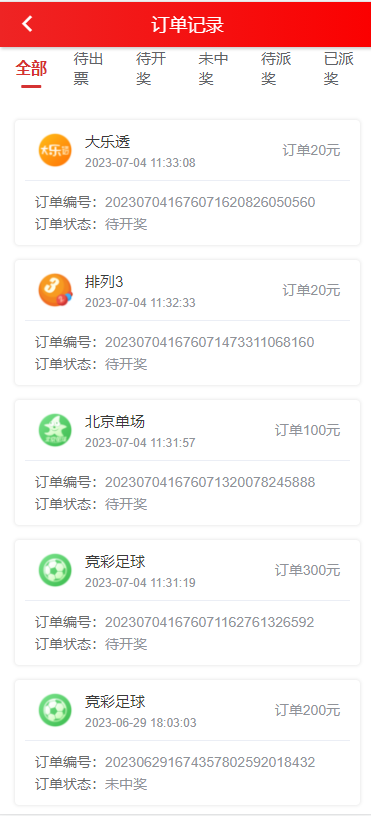 订单记录
全部 待出票 待开奖 未中奖 待派奖 已派奖
大乐透
大乐透 订单20元
2023-07-04 11:33:08
订单编号：202307041676071620826050560
订单状态：待开奖
3
排列3 订单20元
2023-07-04 11:32:33
订单编号：202307041676071473311068160
订单状态：待开奖
北京单场 订单100元
2023-07-04 11:31:57
订单编号：202307041676071320078245888
订单状态：待开奖
竞彩足球 订单300元
2023-07-04 11:31:19
订单编号：202307041676071162761326592
订单状态：待开奖
竞彩足球 订单200元
2023-06-29 18:03:03
订单编号：202306291674357802592018432
订单状态：未中奖